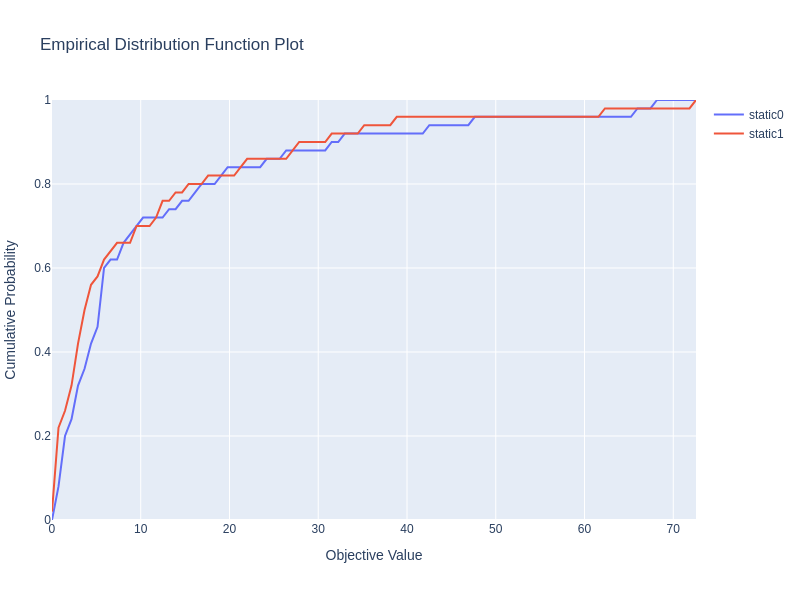 Empirical Distribution Function Plot
static0
static1
1
0.8
0.6
0.4
0.2
0
Cumulative Probability
0 10 20 30 40 50 60 70
Objective Value